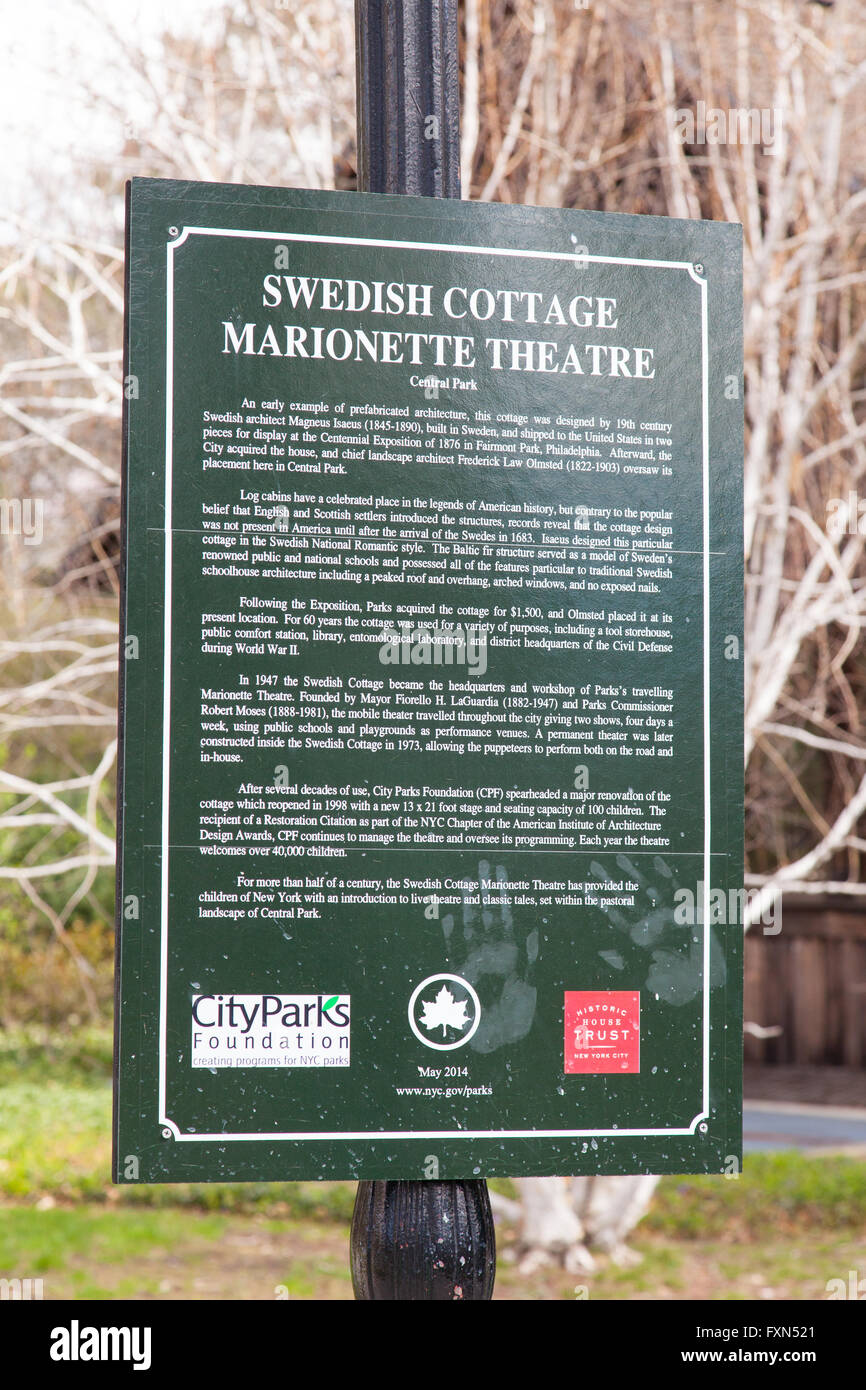 SWEDISH COTTAGE
MARIONETTE THEATRE
Central Park
An early example of prefabricated architecture, this cottage was designed by 19th century
Swedish architect Magneus Isaeus (1845-1890), built in Sweden, and shipped to the United States in two
pieces for display at the Centennial Exposition of 1876 in Fairmont Park, Philadelphia. Afterward, the
City acquired the house, and chief landscape architect Frederick Law Olmsted (1822-1903) oversaw its
placement here in Central Park.
Log cabins have a celebrated place in the legends of American history, but contrary to the popular
belief that English and Scottish settlers introduced the structures, records reveal that the cottage design
was not present in America until after the arrival of the Swedes in 1683. Isaeus designed this particular
cottage in the Swedish National Romantic style. The Baltic fir structure served as a model of Sweden's
renowned public and national schools and possessed all of the features particular to traditional Swedish
schoolhouse architecture including a peaked roof and overhang, arched windows, and no exposed nails.
Following the Exposition, Parks acquired the cottage for $1,500, and Olmsted placed it at its
present location. For 60 years the cottage was used for a variety of purposes, including a tool storehouse,
public comfort station, library, entomological laboratory, and district headquarters of the Civil Defense
during World War II.
In 1947 the Swedish Cottage became the headquarters and workshop of Parks's travelling
Marionette Theatre. Founded by Mayor Fiorello H. LaGuardia (1882-1947) and Parks Commissioner
Robert Moses (1888-1981), the mobile theater travelled throughout the city giving two shows, four days a
week, using public schools and playgrounds as performance venues. A permanent theater was later
constructed inside the Swedish Cottage in 1973, allowing the puppeteers to perform both on the road and
in-house.
After several decades of use, City Parks Foundation (CPF) spearheaded a major renovation of the
cottage which reopened in 1998 with a new 13 x 21 foot stage and seating capacity of 100 children. The
recipient of a Restoration Citation as part of the NYC Chapter of the American Institute of Architecture
Design Awards, CPF continues to manage the theatre and oversee its programming. Each year the theatre
welcomes over 40,000 children.
For more than half of a century, the Swedish Cottage Marionette Theatre has provided the
children of New York with an introduction to live theatre and classic tales, set within the pastoral
landscape of Central Park.
CityParks
Foundation
creating programs for NYC parks
May 2014
www.nyc.gov/parks
HISTORIC
HOUSE
TRUST
NEW YORK CITY
alamy
Image ID: FXN521
www.alamy.com